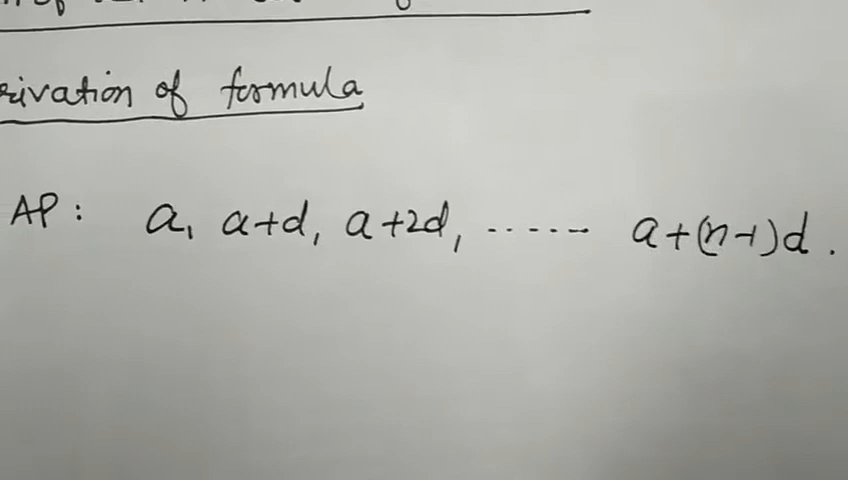 rivation of formula
AP: a, a+d, a+2d, ...... a+(n-1)d.